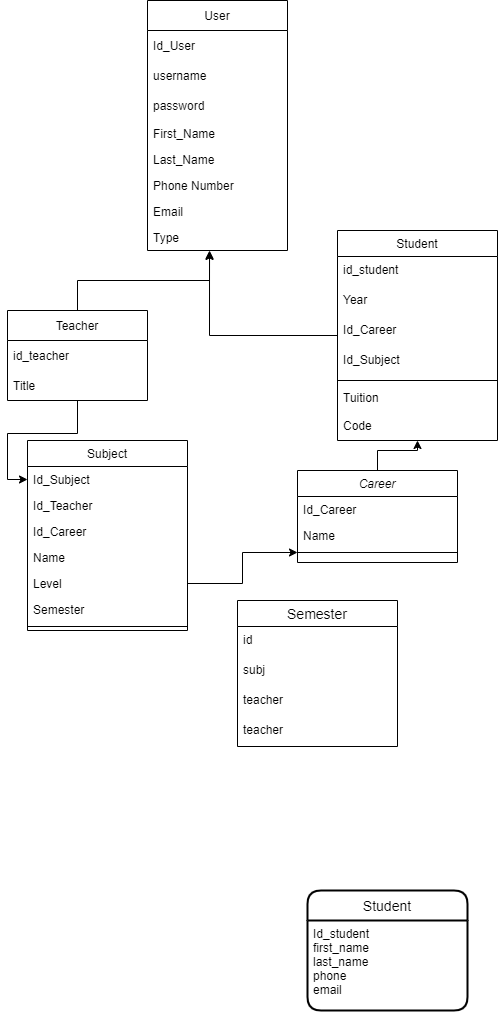 User
Id_User
username
password
First_Name
Last_Name
Phone Number
Email
Type
Student
id_student
Year
Id_Career
Id_Subject
Tuition
Code
Teacher
id_teacher
Title
Subject
Id_Subject
Id_Teacher
Id_Career
Name
Level
Semester
Career
Id_Career
Name
Semester
id
subj
teacher
teacher
Student
Id_student
first_name
last_name
phone
email